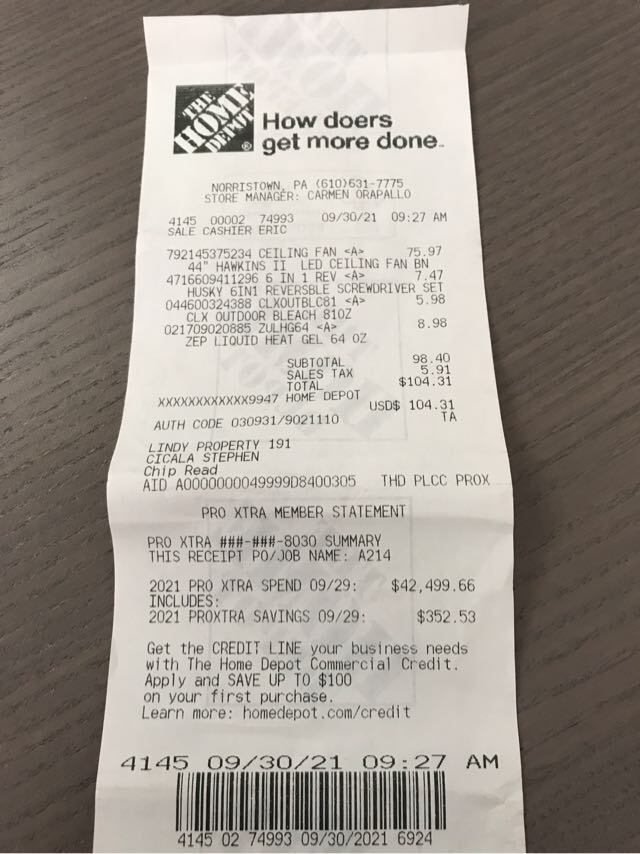 THE
HOME
DEPOT
®
How doers
get more done™
NORRISTOWN, PA (610)631-7775
STORE MANAGER: CARMEN ORAPALLO
4145 00002 74993 09/30/21 09:27 AM
SALE CASHIER ERIC
792145375234 CEILING FAN <A> 75.97
44" HAWKINS II LED CEILING FAN BN
4716609411296 6 IN 1 REV <A> 7.47
HUSKY 6IN1 REVERSBLE SCREWDRIVER SET
044600324388 CLXOUTBLC81 <A> 5.98
CLX OUTDOOR BLEACH 81OZ
021709020885 ZULHG64 <A> 8.98
ZEP LIQUID HEAT GEL 64 OZ
SUBTOTAL 98.40
SALES TAX 5.91
TOTAL $104.31
XXXXXXXXXXXX9947 HOME DEPOT
USD$ 104.31
AUTH CODE 030931/9021110 TA
LINDY PROPERTY 191
CICALA STEPHEN
Chip Read
AID A0000000049999D8400305 THD PLCC PROX
PRO XTRA MEMBER STATEMENT
PRO XTRA ###-###-8030 SUMMARY
THIS RECEIPT PO/JOB NAME: A214
2021 PRO XTRA SPEND 09/29: $42,499.66
INCLUDES:
2021 PROXTRA SAVINGS 09/29: $352.53
Get the CREDIT LINE your business needs
with The Home Depot Commercial Credit.
Apply and SAVE UP TO $100
on your first purchase.
Learn more: homedepot.com/credit
4145 09/30/21 09:27 AM
4145 02 74993 09/30/2021 6924